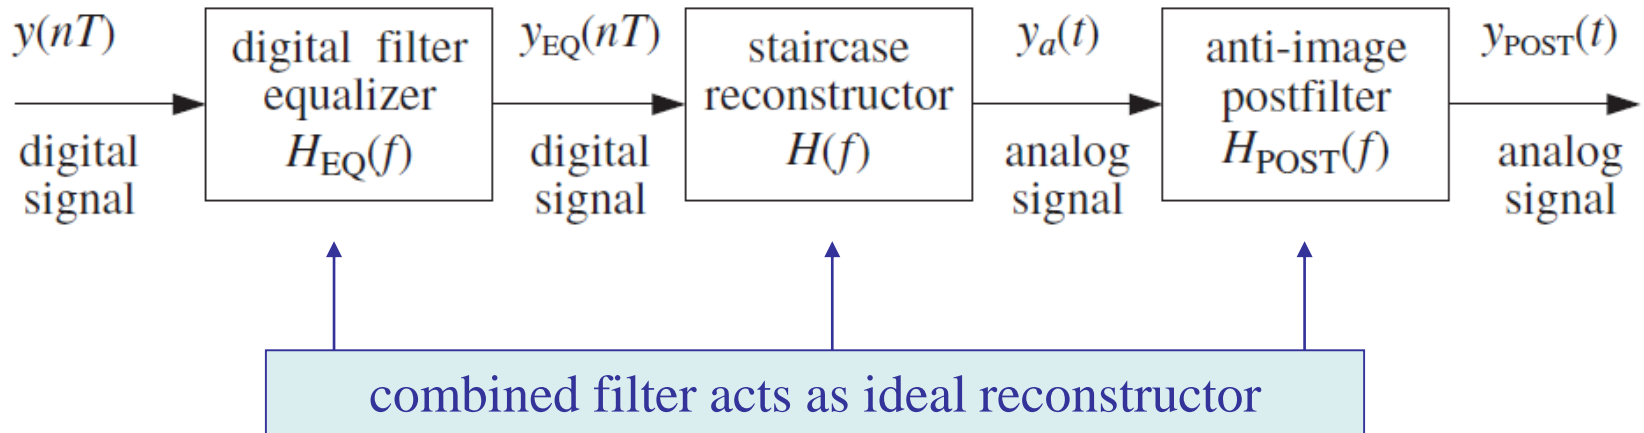 y(nT)
digital signal
digital filter
equalizer
H_EQ(f)
y_EQ(nT)
digital
signal
staircase
reconstructor
H(f)
y_a(t)
analog
signal
anti-image
postfilter
H_POST(f)
y_POST(t)
analog
signal
combined filter acts as ideal reconstructor